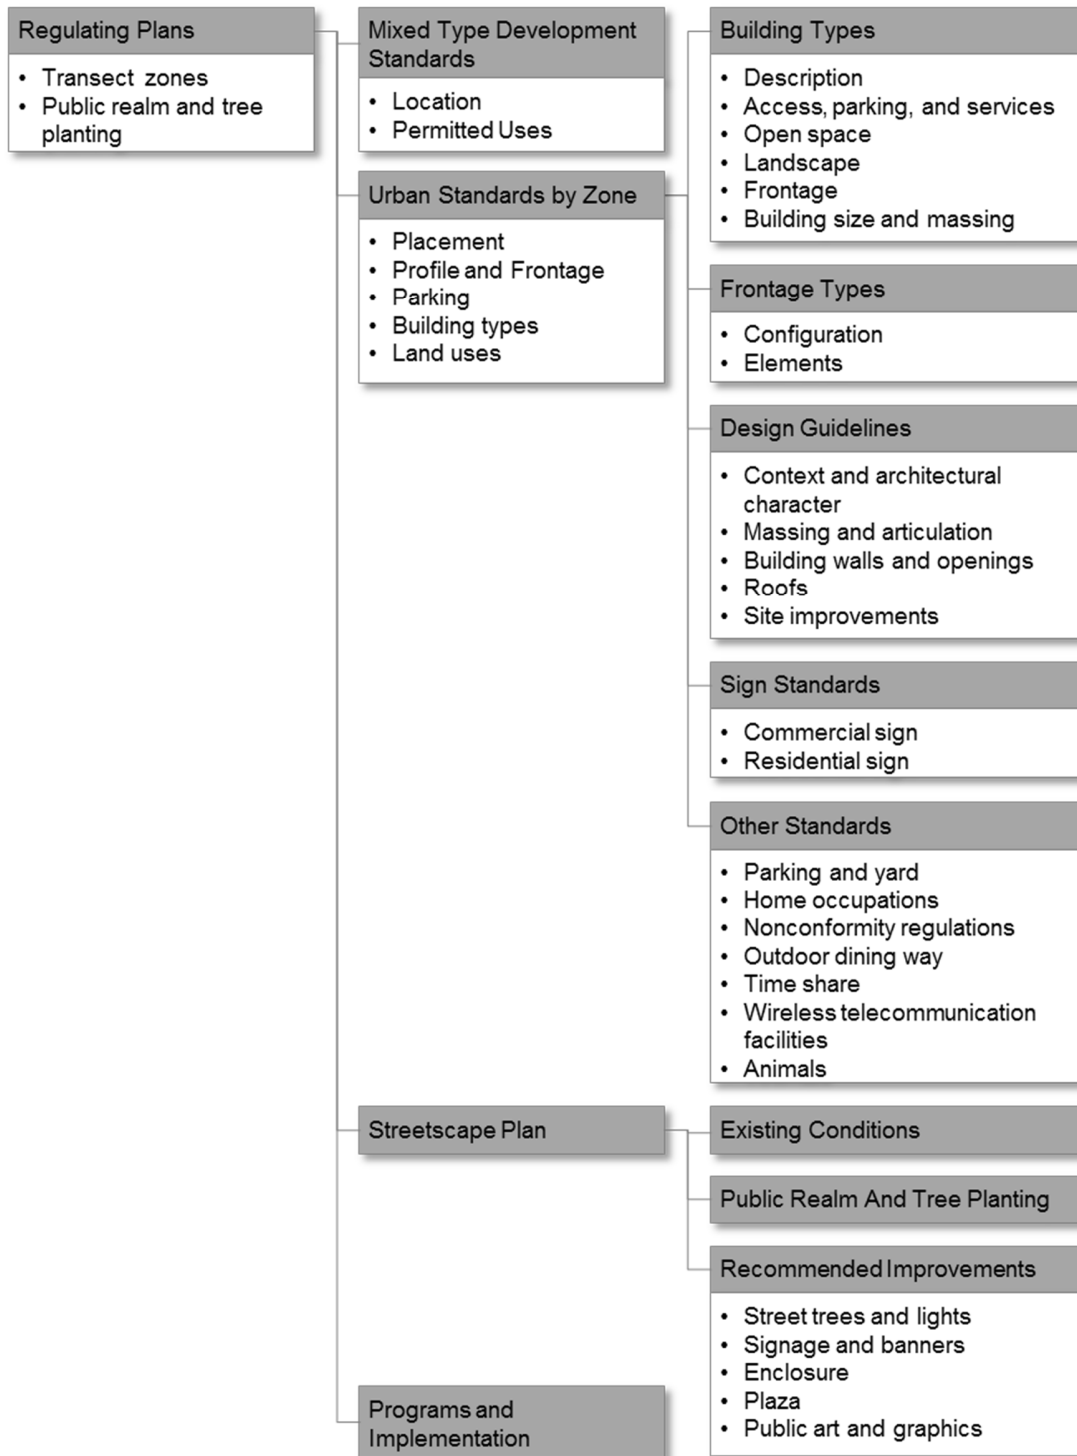 Regulating Plans
• Transect zones
• Public realm and tree
planting
Mixed Type Development
Standards
• Location
• Permitted Uses
Urban Standards by Zone
• Placement
• Profile and Frontage
• Parking
• Building types
• Land uses
Building Types
• Description
• Access, parking, and services
• Open space
• Landscape
• Frontage
• Building size and massing
Frontage Types
• Configuration
• Elements
Design Guidelines
• Context and architectural
character
• Massing and articulation
• Building walls and openings
• Roofs
• Site improvements
Sign Standards
• Commercial sign
• Residential sign
Other Standards
• Parking and yard
• Home occupations
• Nonconformity regulations
• Outdoor dining way
• Time share
• Wireless telecommunication
facilities
• Animals
Streetscape Plan
Existing Conditions
Public Realm And Tree Planting
Recommended Improvements
• Street trees and lights
• Signage and banners
• Enclosure
• Plaza
• Public art and graphics
Programs and
Implementation